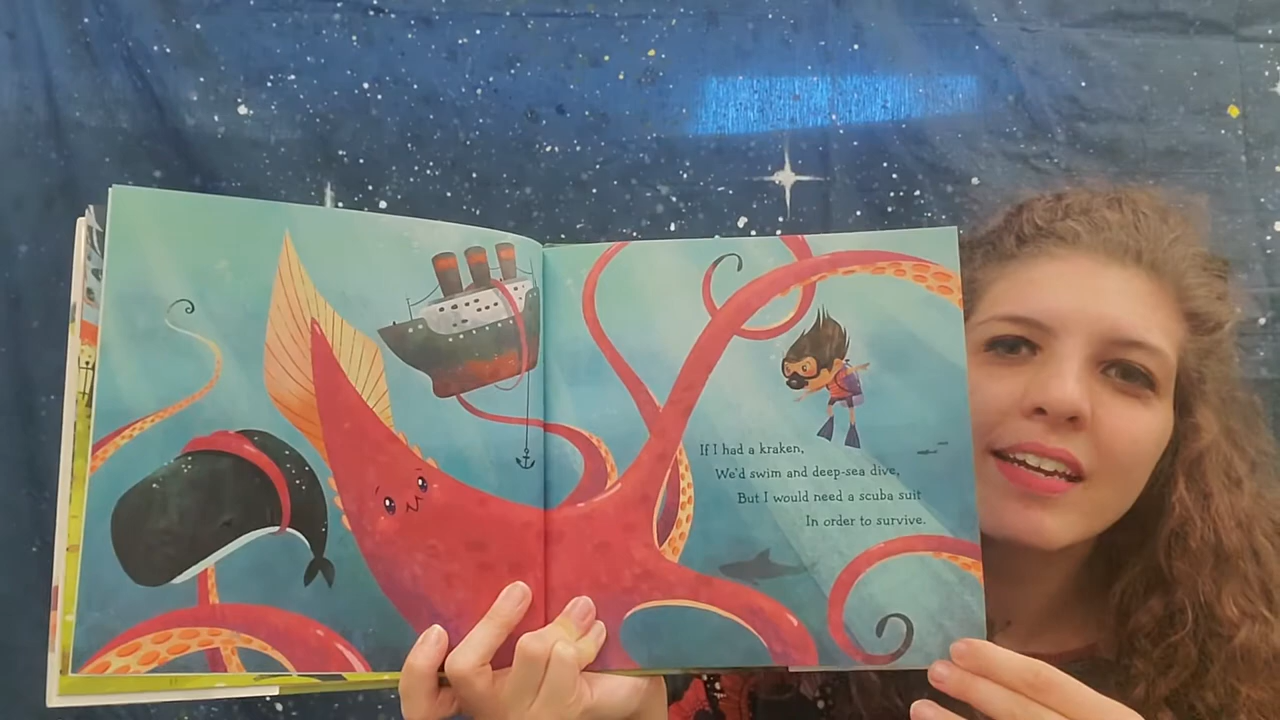 If I had a kraken,
We'd swim and deep-sea dive,
But I would need a scuba suit
In order to survive.